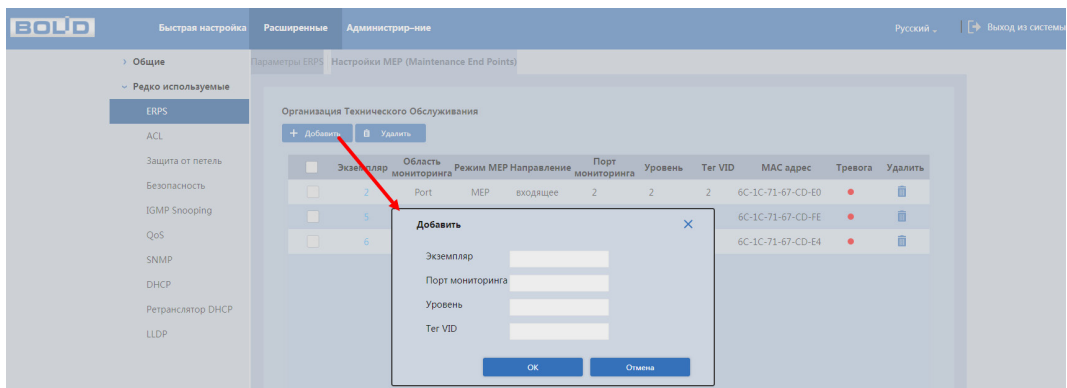 BOLID Быстрая настройка Расширенные Администрир-ние Русский Выход из системы
Общие
Параметры ERPS Настройки MEP (Maintenance End Points)
Редко используемые
ERPS
ACL
Защита от петель
Безопасность
IGMP Snooping
QoS
SNMP
DHCP
Ретранслятор DHCP
LLDP
Организация Технического Обслуживания
+ Добавить Удалить
Экземпляр Область мониторинга Режим MEP Направление Порт мониторинга Уровень Тег VID MAC адрес Тревога Удалить
2 Port MEP входящее 2 2 2 6C-1C-71-67-CD-E0
5 6C-1C-71-67-CD-FE
6 6C-1C-71-67-CD-E4
Добавить
Экземпляр
Порт мониторинга
Уровень
Тег VID
ОК Отмена